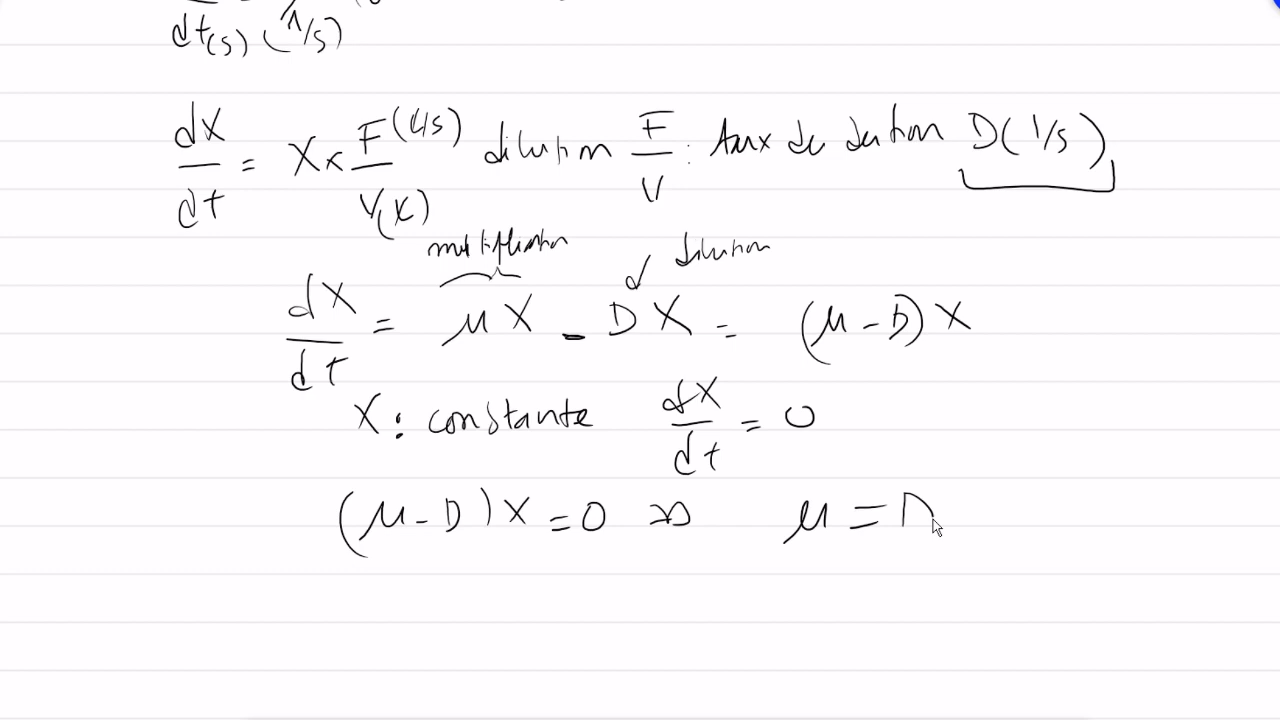 dt(s) (1/s)
dX/dt = X × F(L/s)/V( ) dilution F/V : taux de D(1/s)
multiplication dilution
dX/dt = μX - DX = (μ - D) X
X : constante dX/dt = 0
(μ - D) X = 0 ⇒ μ = D